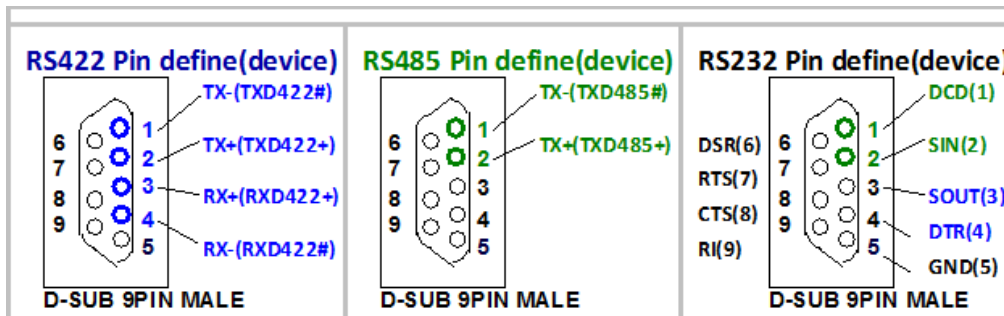 RS422 Pin define(device)
TX-(TXD422#)
1
6
TX+(TXD422+)
2
7
3
RX+(RXD422+)
8
4
9
5
RX-(RXD422#)
D-SUB 9PIN MALE
RS485 Pin define(device)
TX-(TXD485#)
1
6
TX+(TXD485+)
2
7
3
8
4
9
5
D-SUB 9PIN MALE
RS232 Pin define(device)
DCD(1)
1
DSR(6)
6
SIN(2)
2
RTS(7)
7
3
SOUT(3)
CTS(8)
8
4
DTR(4)
RI(9)
9
5
GND(5)
D-SUB 9PIN MALE